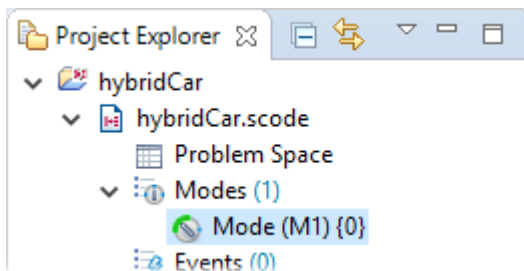 Project Explorer
hybridCar
hybridCar.scode
Problem Space
Modes (1)
Mode (M1) {0}
Events (0)